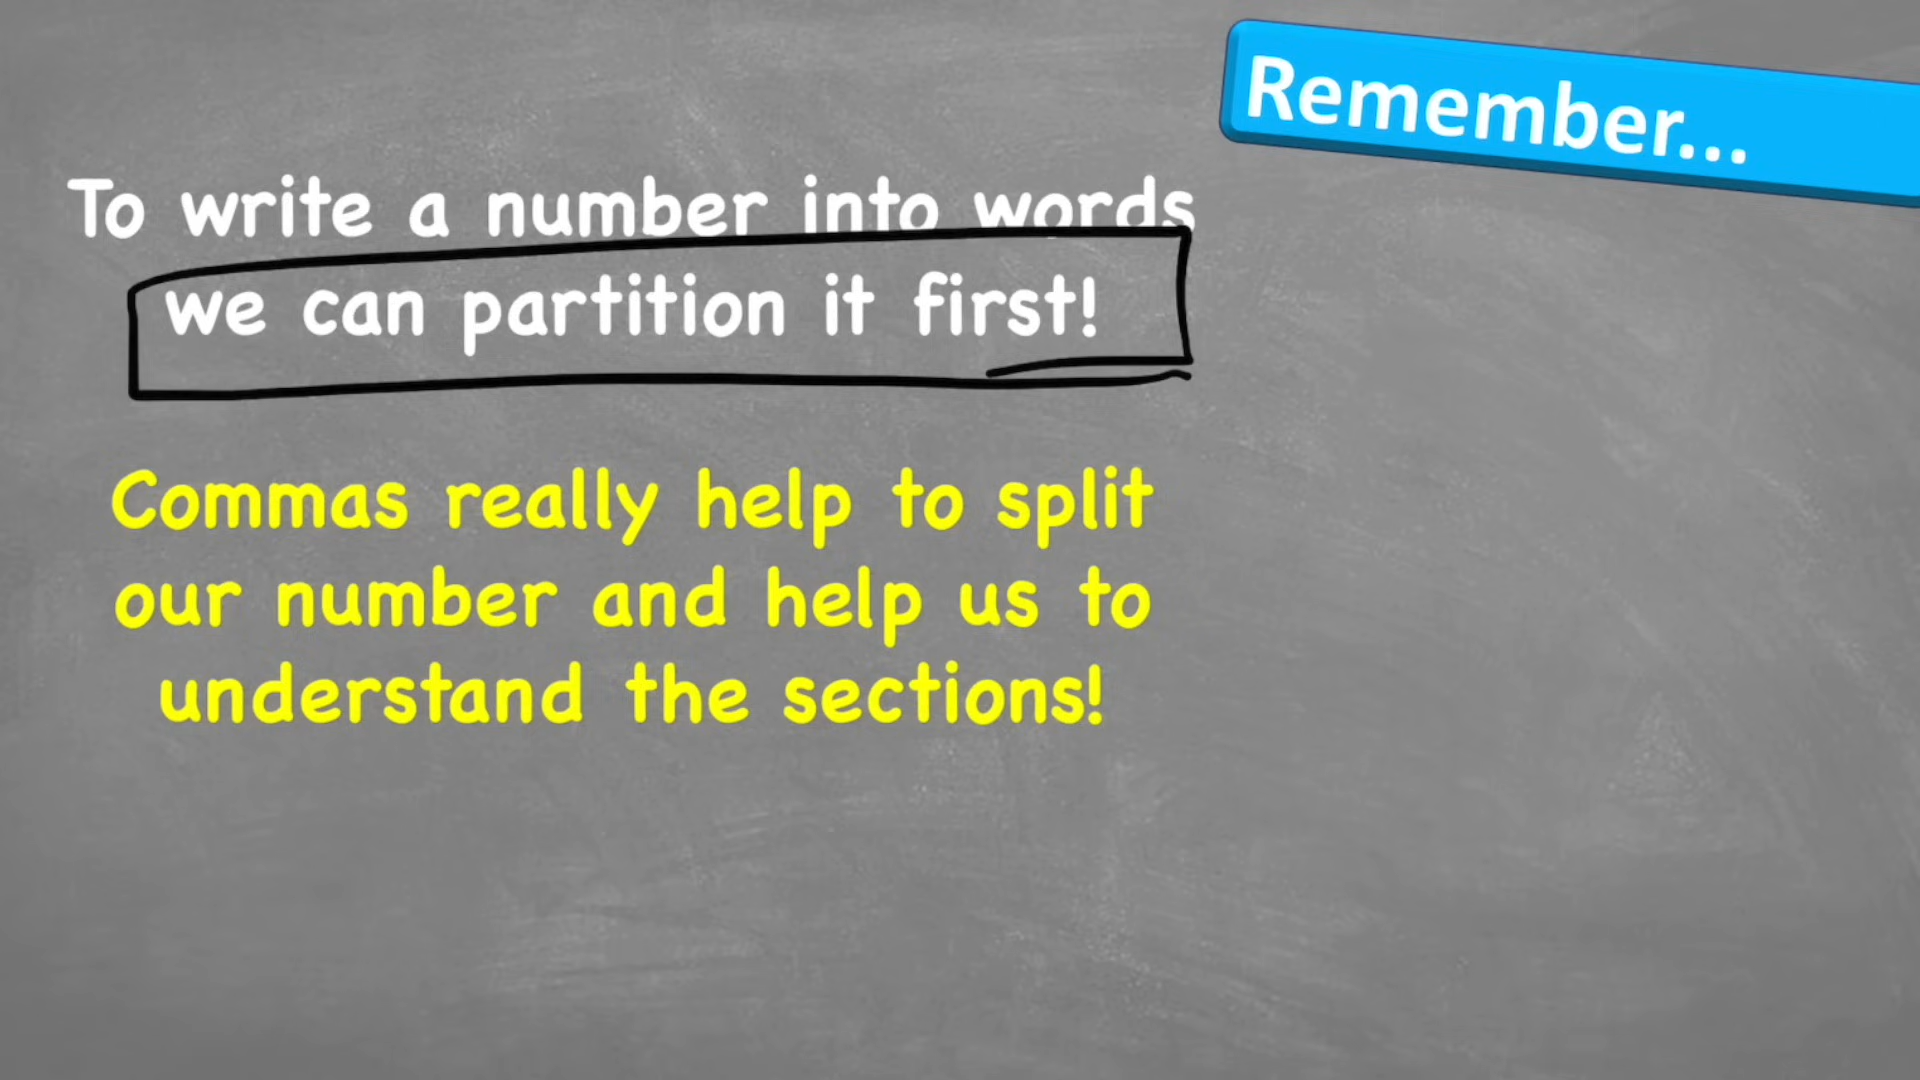 Remember...
To write a number into words
we can partition it first!
Commas really help to split
our number and help us to
understand the sections!